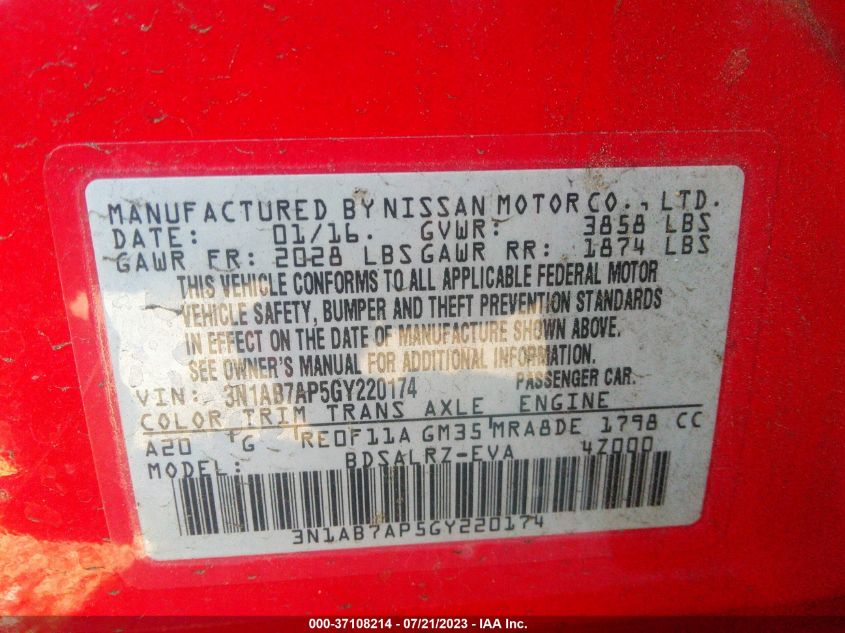 MANUFACTURED BY NISSAN MOTOR CO., LTD.
DATE: 01/16. GVWR: 3858 LBS
GAWR FR: 2028 LBS GAWR RR: 1874 LBS
THIS VEHICLE CONFORMS TO ALL APPLICABLE FEDERAL MOTOR
VEHICLE SAFETY, BUMPER AND THEFT PREVENTION STANDARDS
IN EFFECT ON THE DATE OF MANUFACTURE SHOWN ABOVE.
SEE OWNER'S MANUAL FOR ADDITIONAL INFORMATION.
VIN: 3N1AB7AP5GY220174 PASSENGER CAR.
COLOR TRIM TRANS AXLE ENGINE
A20 G RE0F11A GM35 MRA8DE 1798 CC
MODEL: BDSALRZ-EVA 4Z000
3N1AB7AP5GY220174
000-37108214 / 07/21/2023 - IAA Inc.